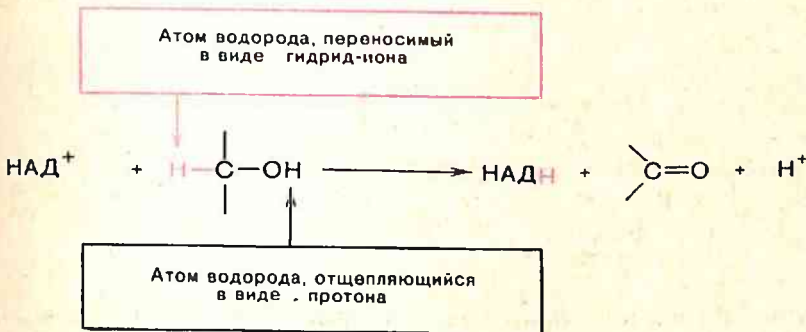 Атом водорода, переносимый
в виде гидрид-иона
НАД⁺ + H–C–OH → НАДH + C=O + H⁺
Атом водорода, отщепляющийся
в виде . протона